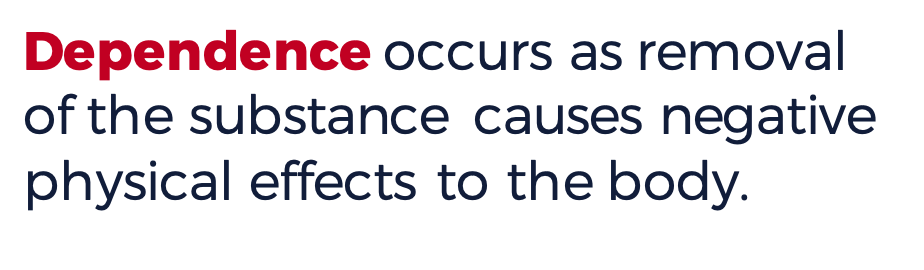 Dependence occurs as removal
of the substance causes negative
physical effects to the body.